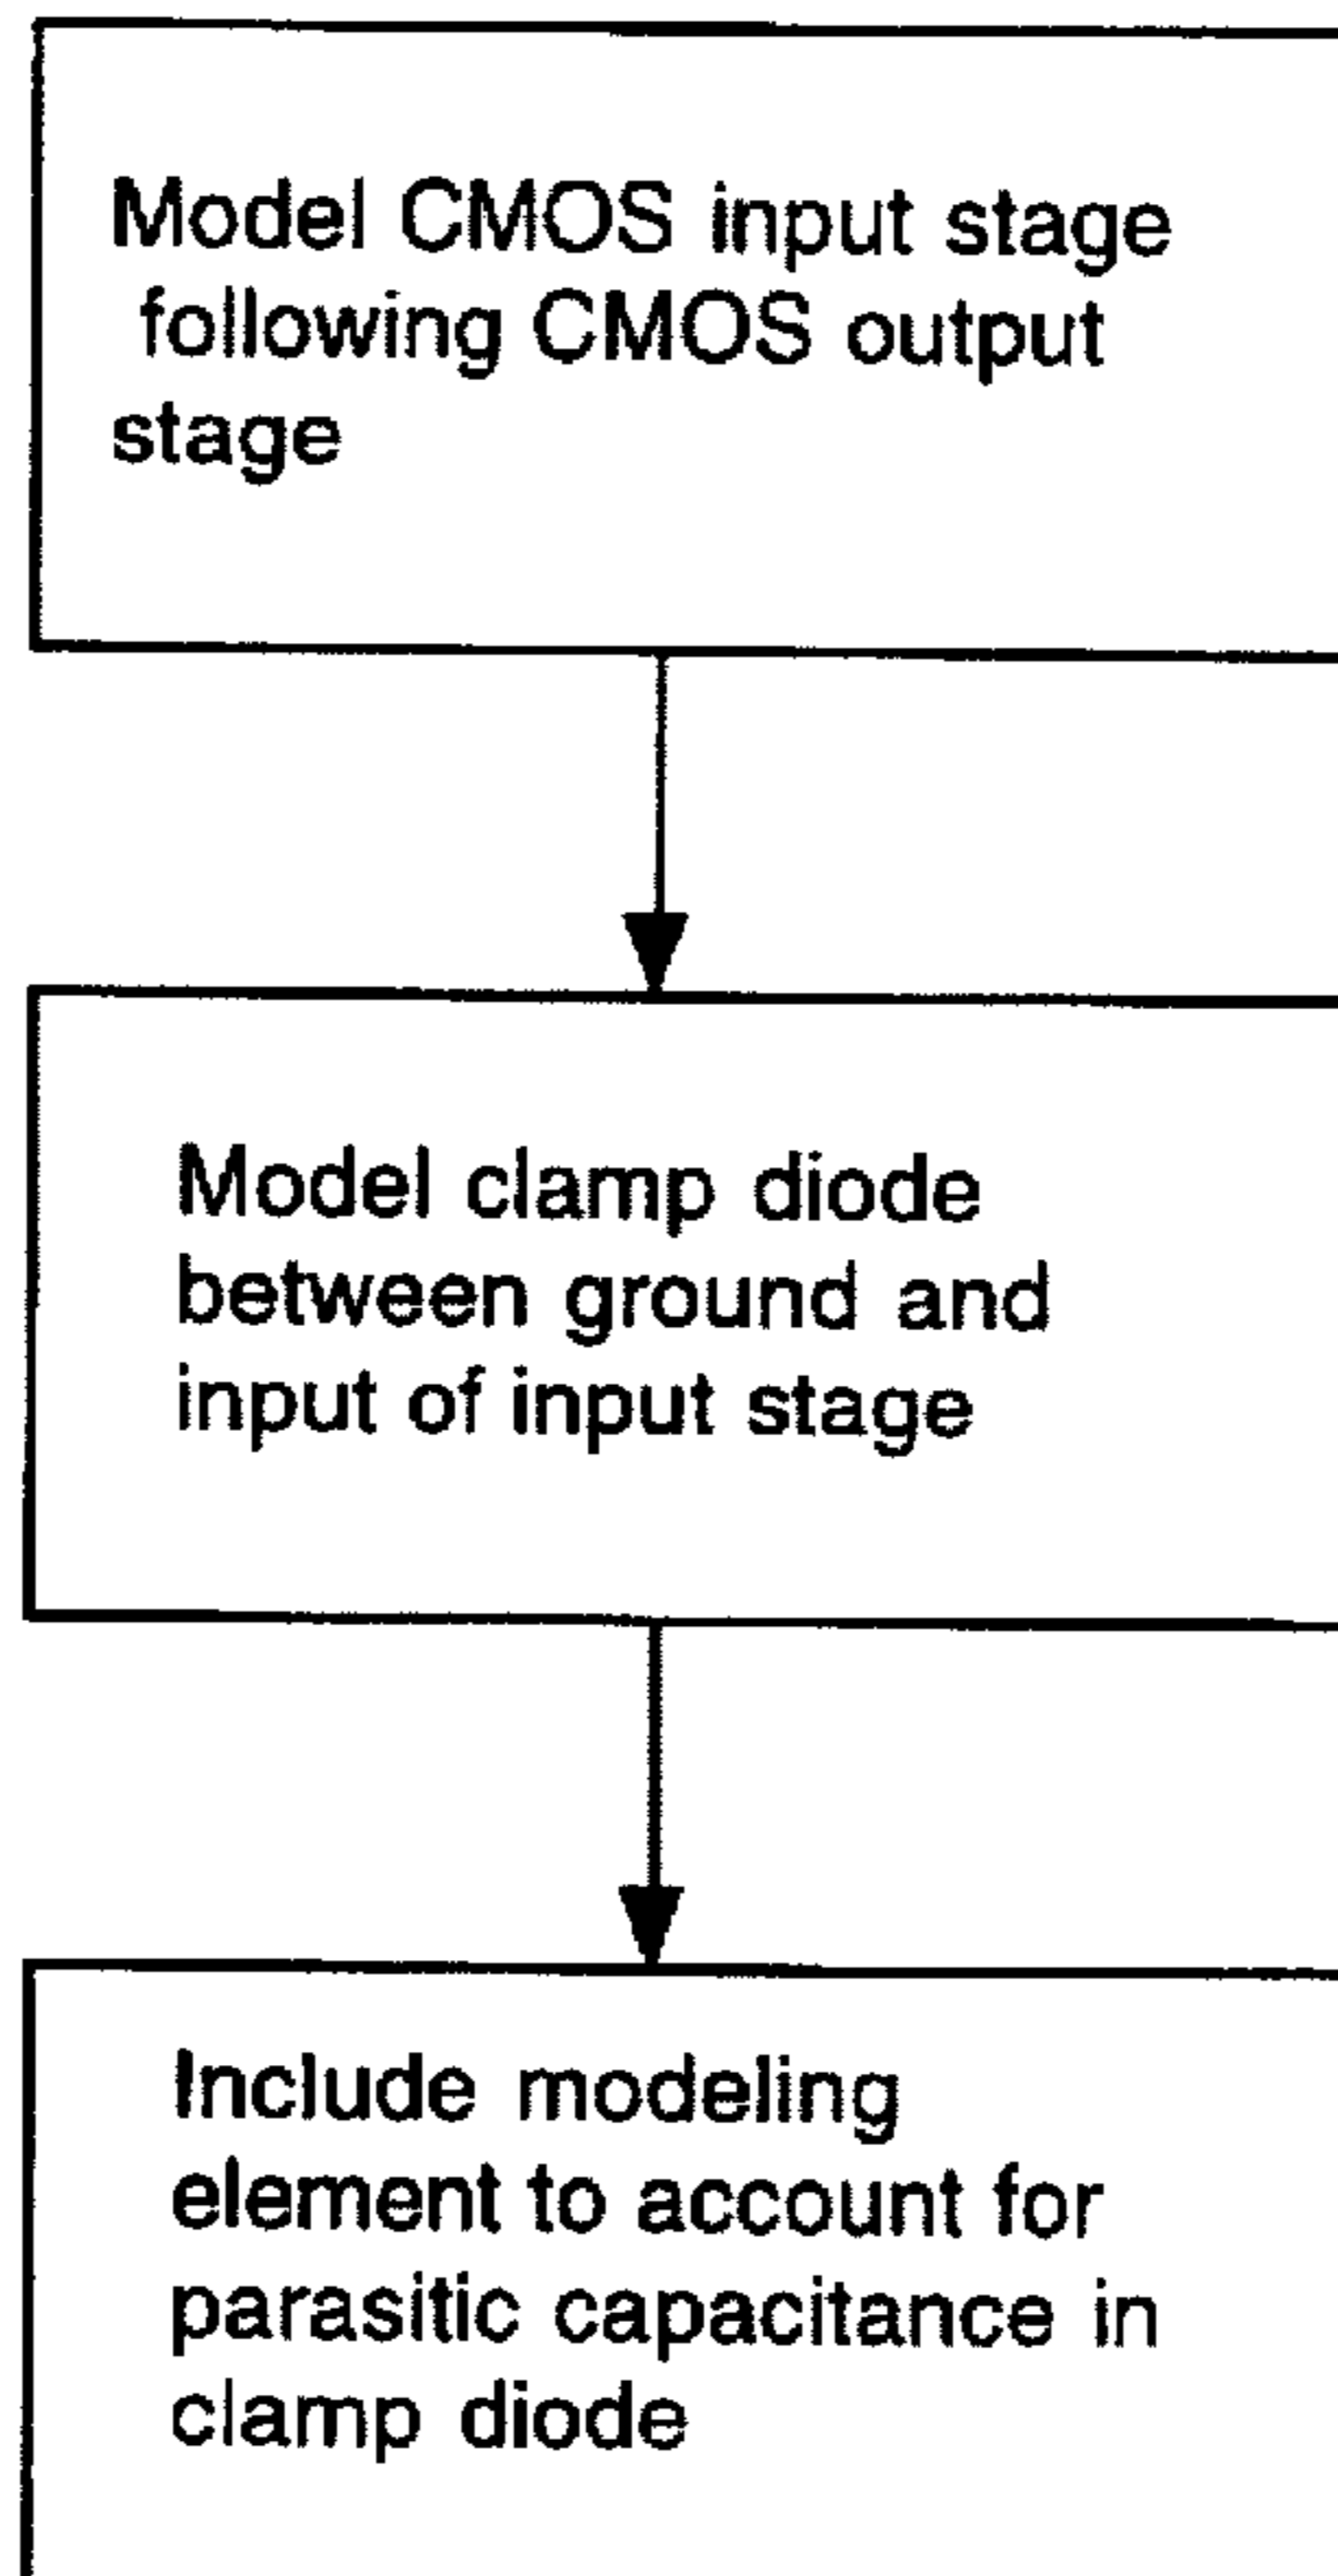 Model CMOS input stage
following CMOS output
stage
Model clamp diode
between ground and
input of input stage
Include modeling
element to account for
parasitic capacitance in
clamp diode